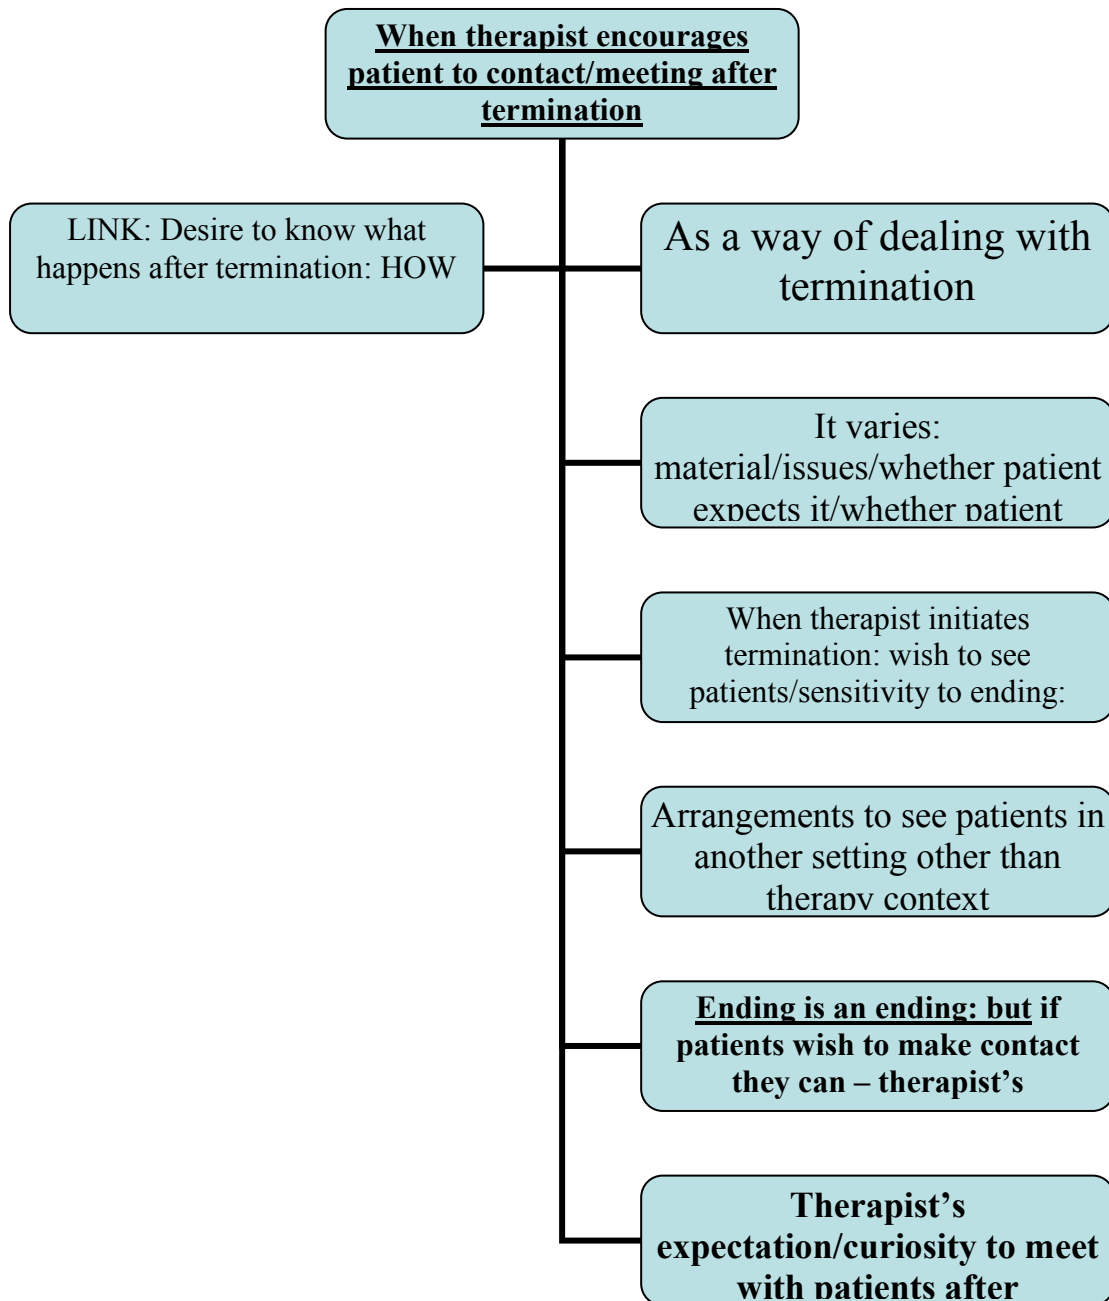 When therapist encourages
patient to contact/meeting after
termination
LINK: Desire to know what
happens after termination: HOW
As a way of dealing with
termination
It varies:
material/issues/whether patient
expects it/whether patient
When therapist initiates
termination: wish to see
patients/sensitivity to ending:
Arrangements to see patients in
another setting other than
therapy context
Ending is an ending: but if
patients wish to make contact
they can – therapist’s
Therapist’s
expectation/curiosity to meet
with patients after